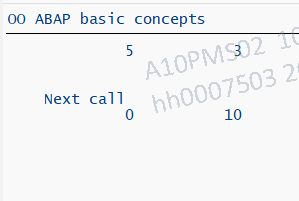 OO ABAP basic concepts
5 3
Next call
0 10
A10PMS02 10
hh0007503 20